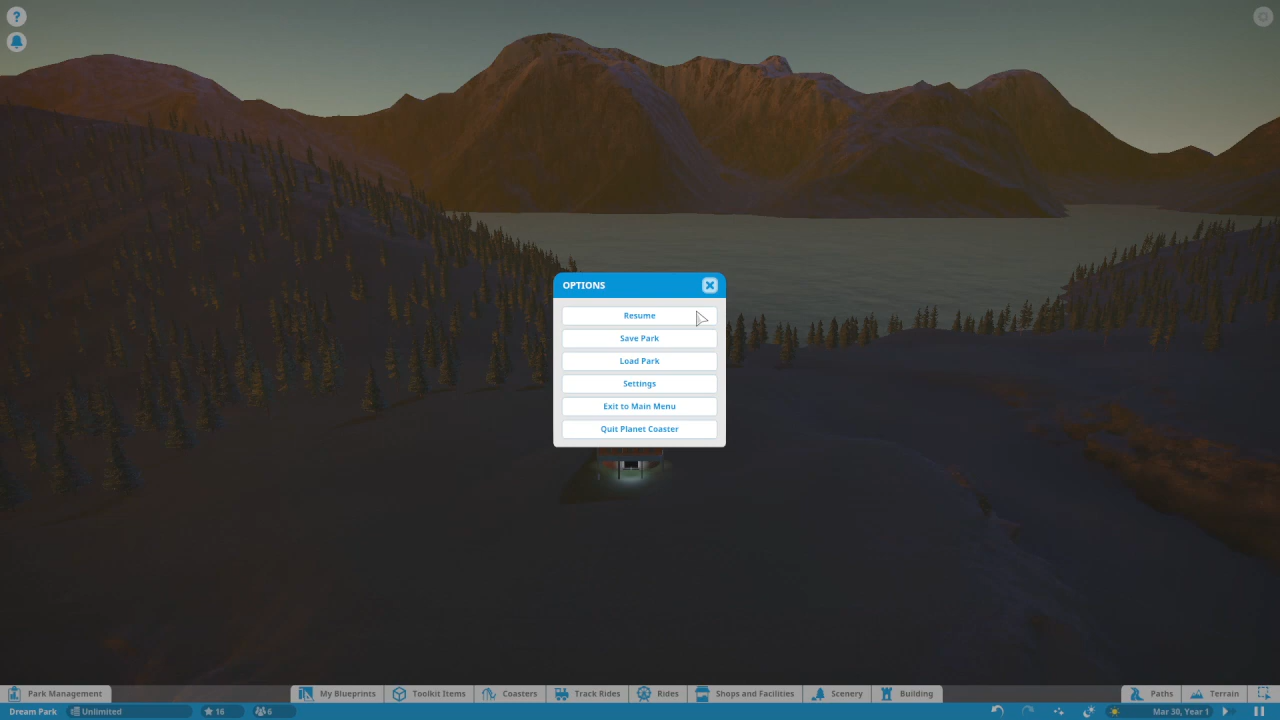 ?
OPTIONS
Resume
Save Park
Load Park
Settings
Exit to Main Menu
Quit Planet Coaster
Park Management
My Blueprints
Toolkit Items
Coasters
Track Rides
Rides
Shops and Facilities
Scenery
Building
Paths
Terrain
Dream Park
Unlimited
16
6
Mar 30, Year 1